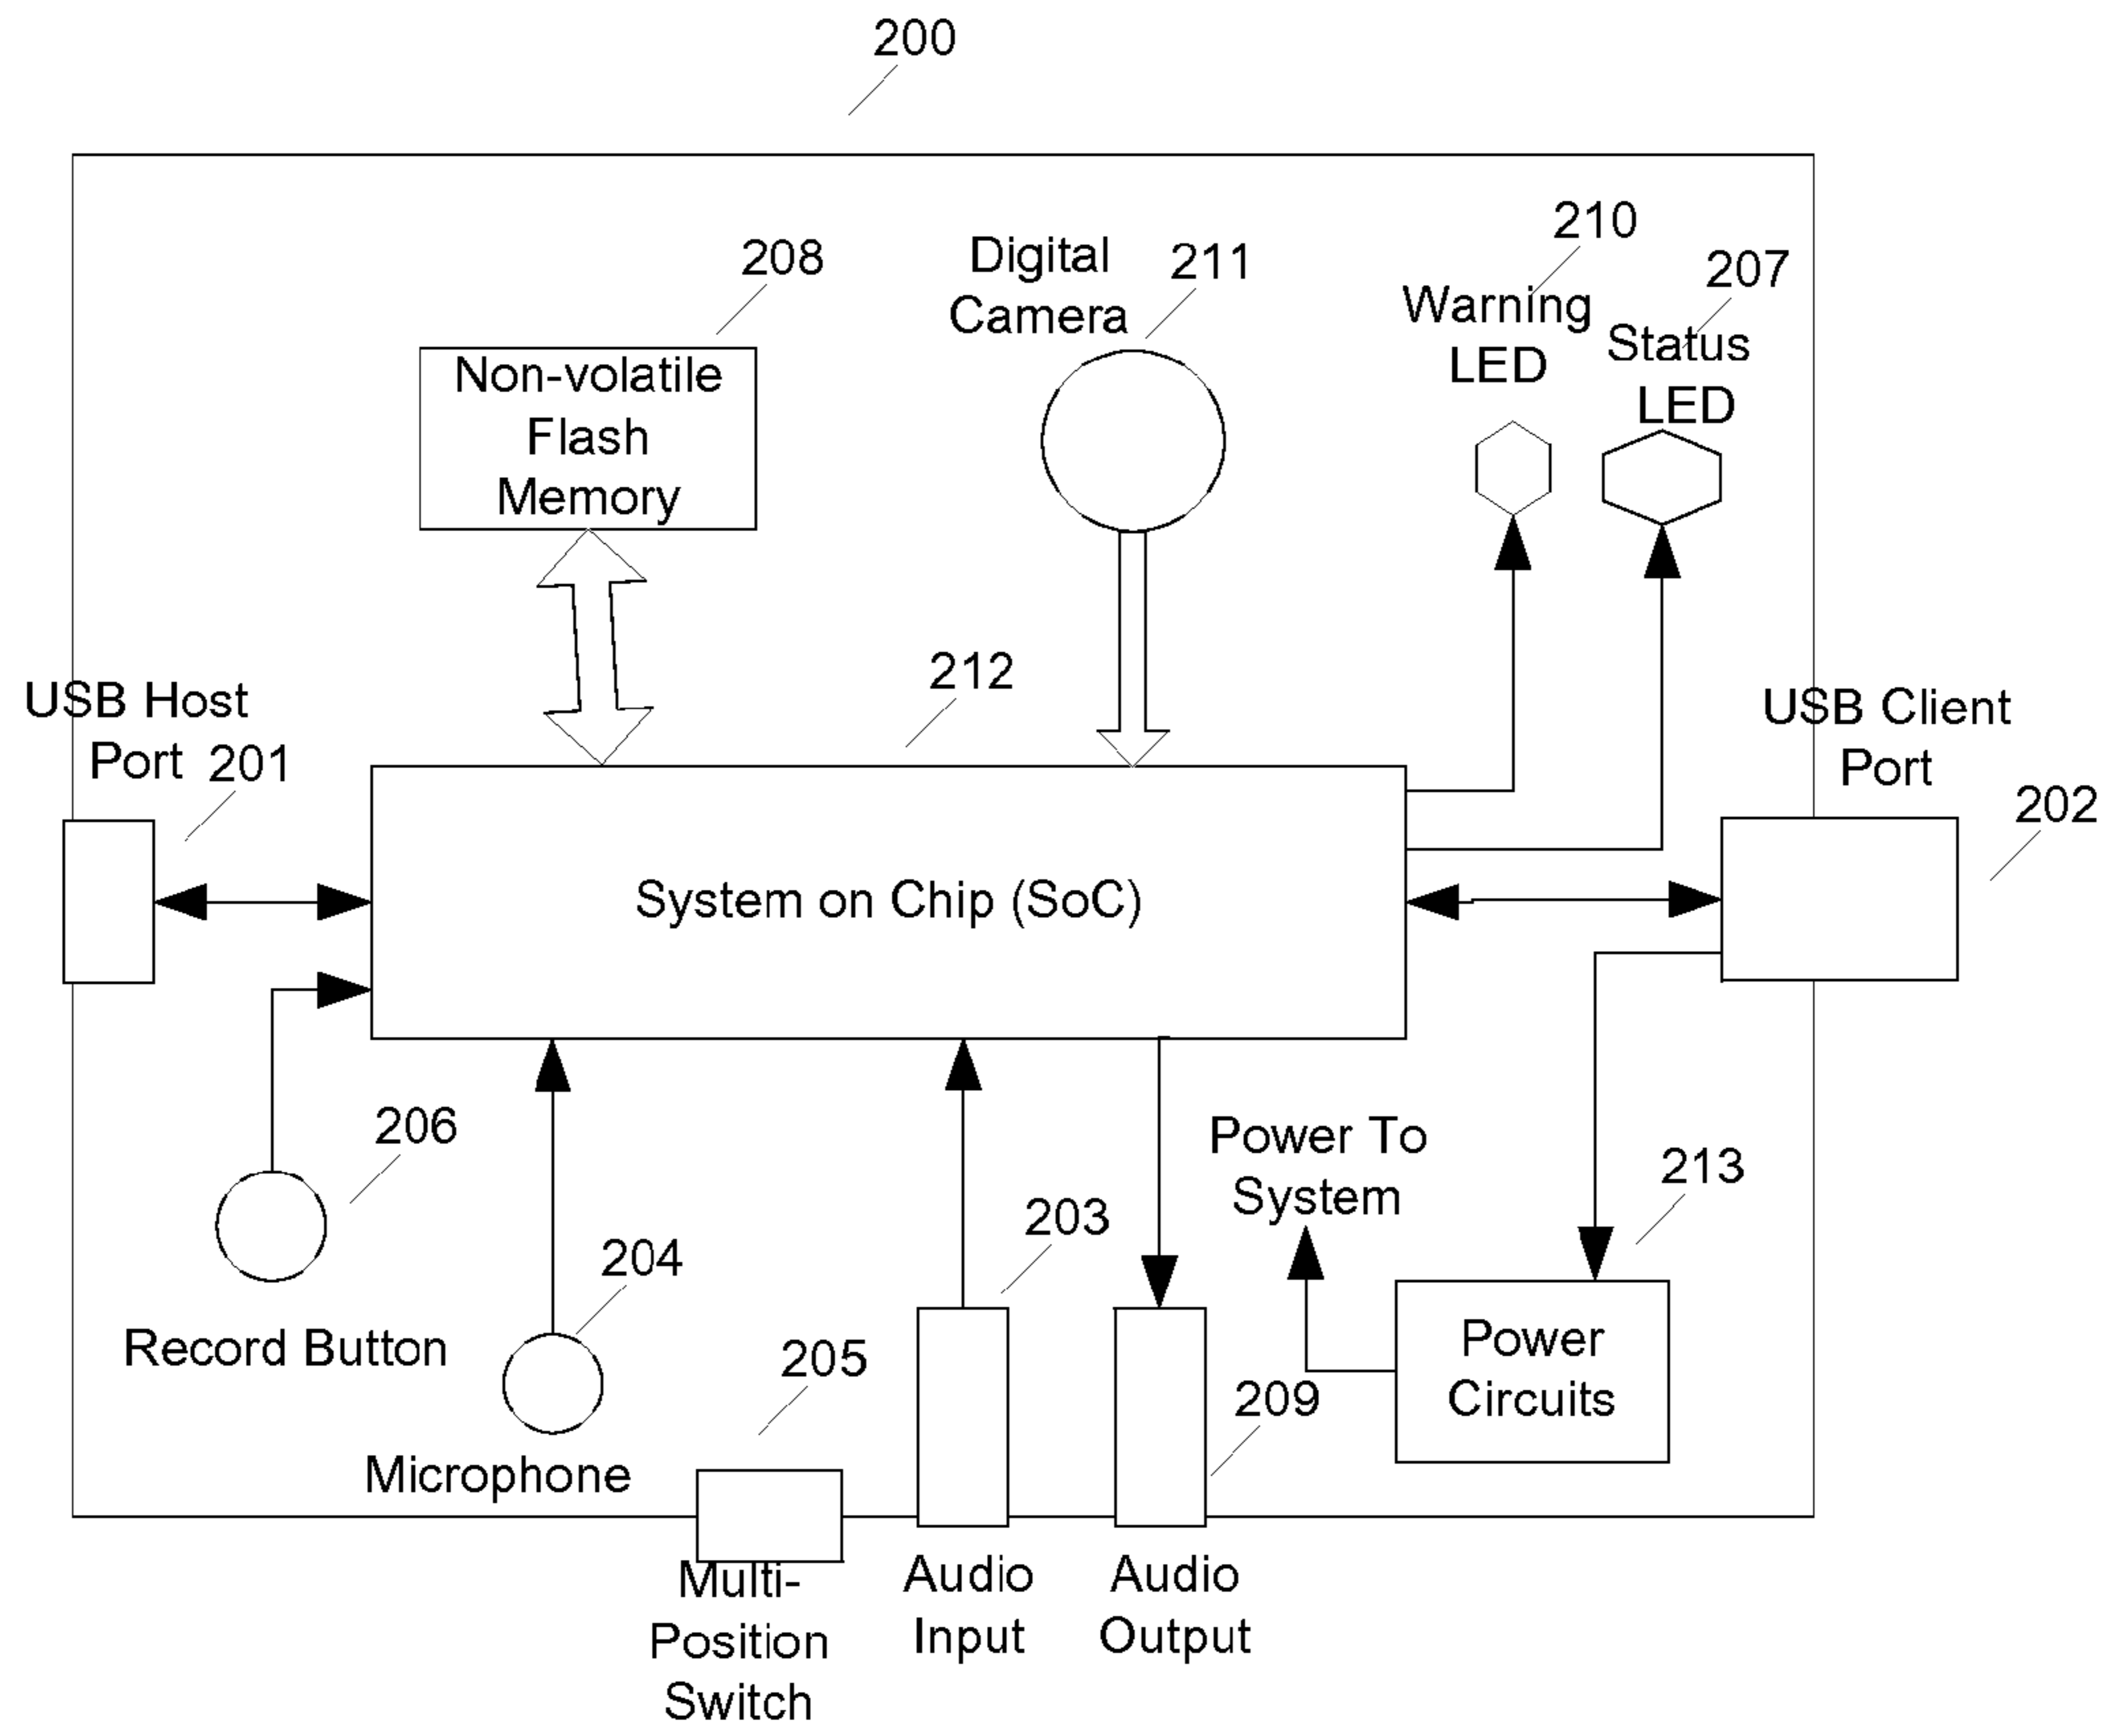 200
210
208
Digital
Camera
211
207
Warning
LED
Status
LED
Non-volatile
Flash
Memory
212
USB Host
Port
201
USB Client
Port
202
System on Chip (SoC)
206
Power To
System
213
203
204
Record Button
205
Power
Circuits
209
Microphone
Multi-
Position
Switch
Audio
Input
Audio
Output